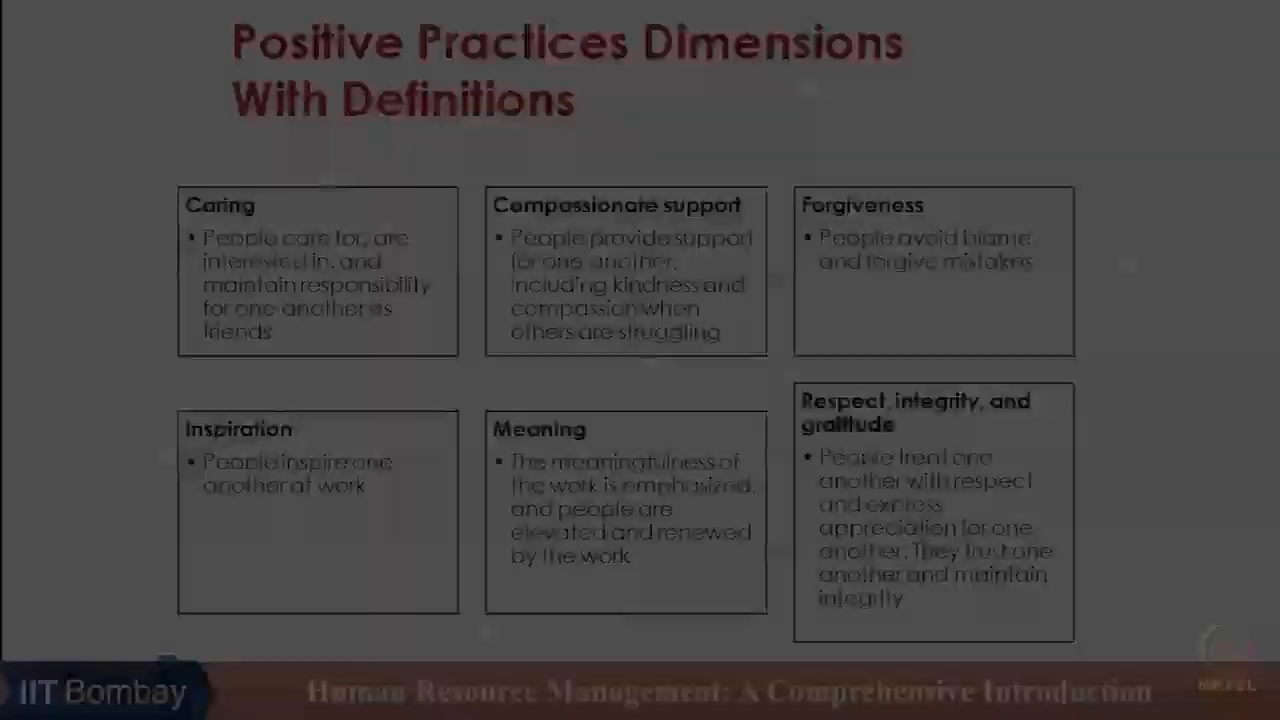 Positive Practices Dimensions
With Definitions
Caring
• People care for, are
interested in, and
maintain responsibility
for one another as
friends
Compassionate support
• People provide support
for one another,
including kindness and
compassion when
others are struggling
Forgiveness
• People avoid blame
and forgive mistakes
Inspiration
• People inspire one
another at work
Meaning
• The meaningfulness of
the work is emphasized,
and people are
elevated and renewed
by the work
Respect, integrity, and
gratitude
• People treat one
another with respect
and express
appreciation for one
another. They trust one
another and maintain
integrity
IIT Bombay
Human Resource Management: A Comprehensive Introduction
NPTEL